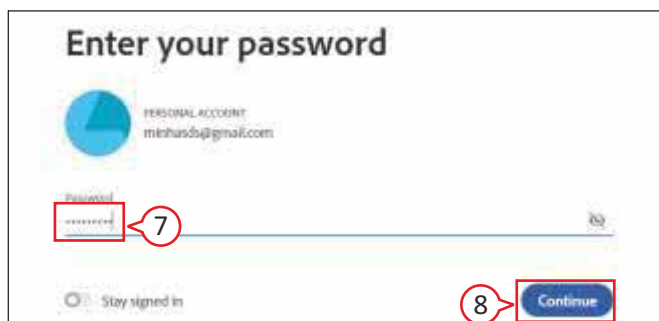 Enter your password
PERSONAL ACCOUNT
minhasds@gmail.com
Password
•••••••••
7
Stay signed in
8
Continue